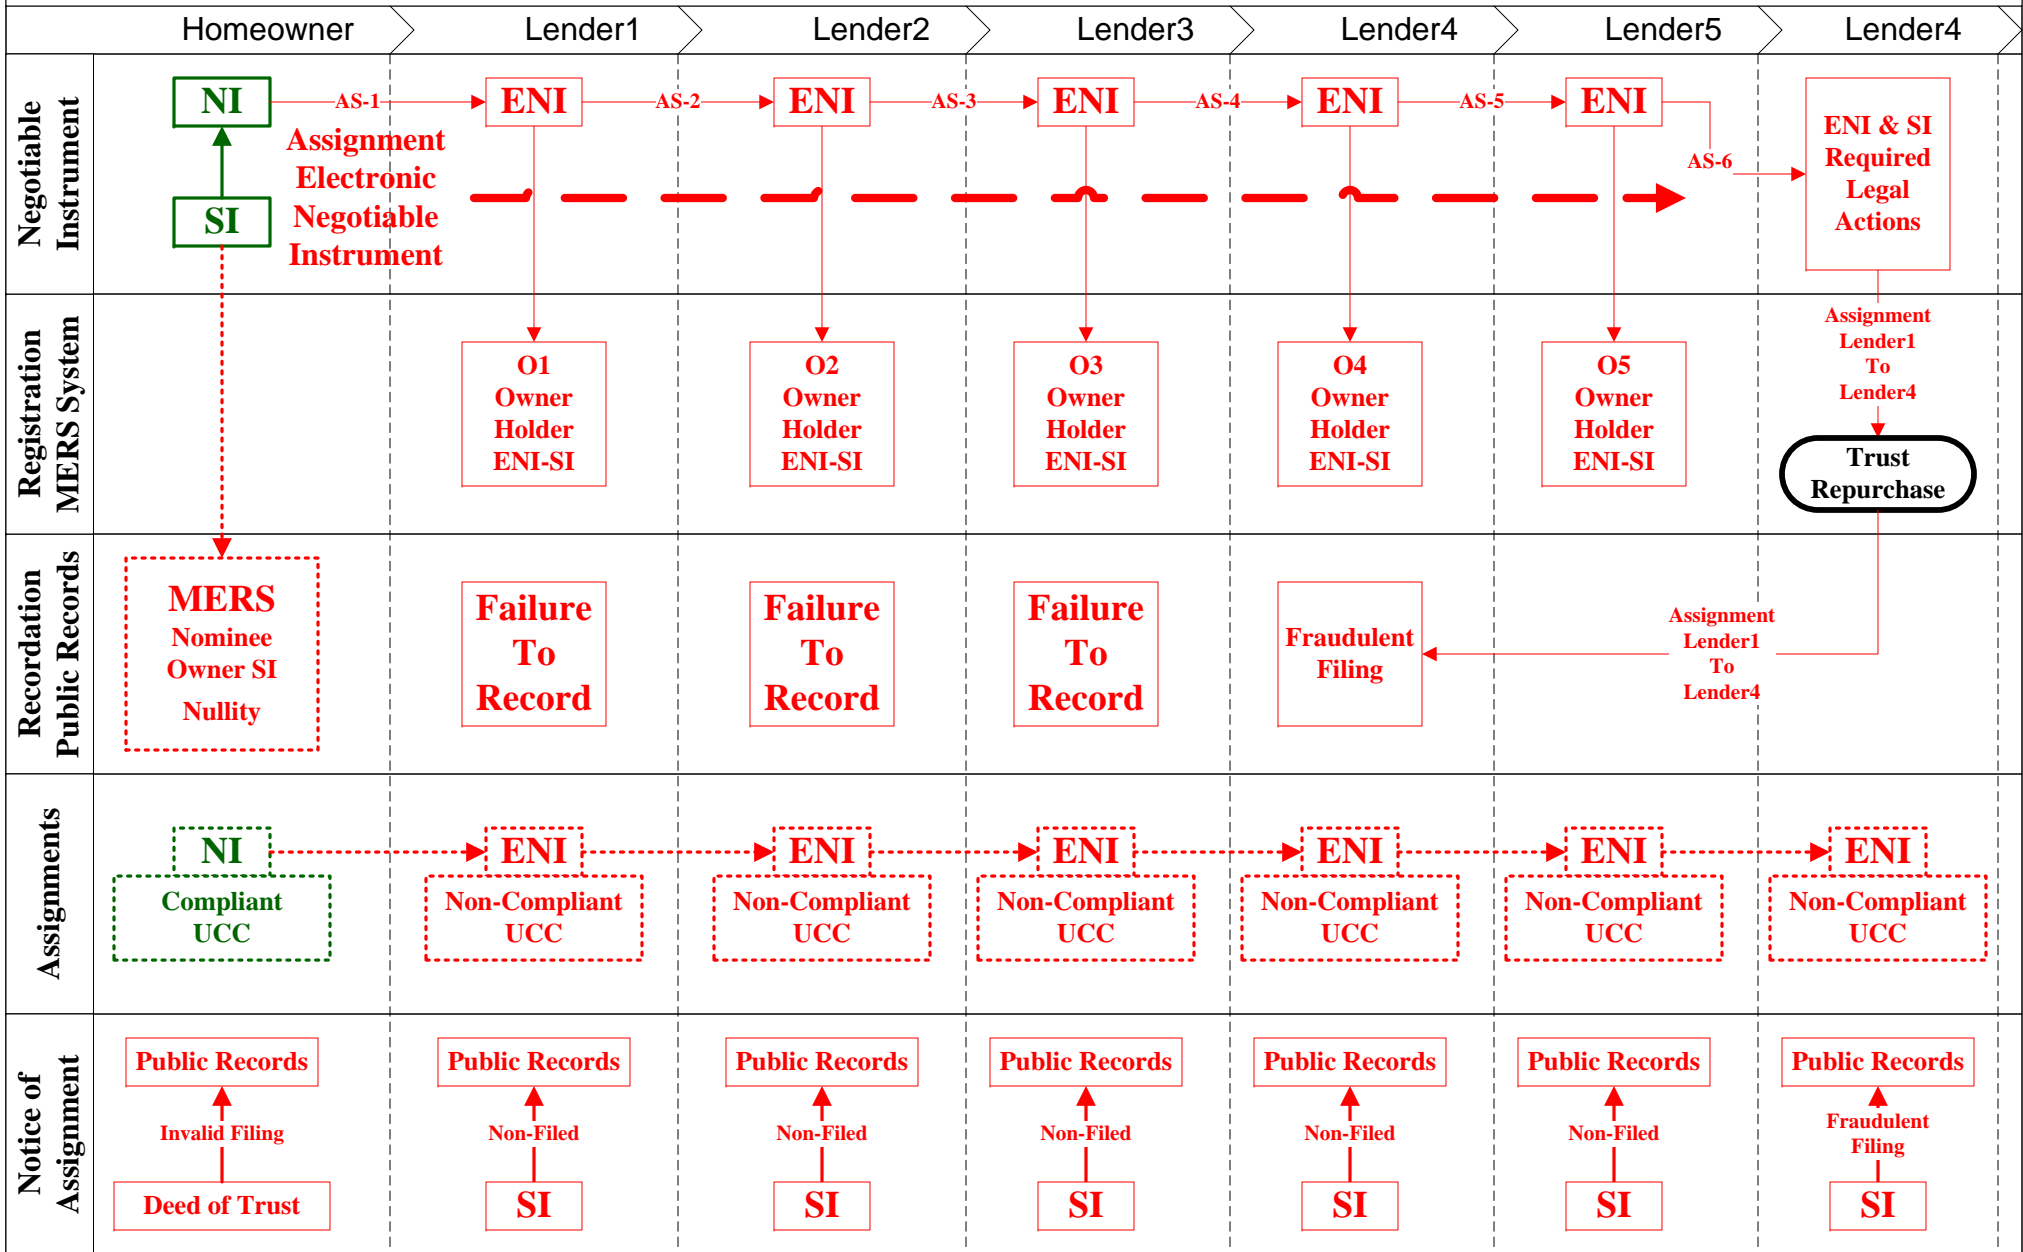 Homeowner
Lender1
Lender2
Lender3
Lender4
Lender5
Lender4
Negotiable
Instrument
NI
AS-1
ENI
AS-2
ENI
AS-3
ENI
AS-4
ENI
AS-5
ENI
AS-6
ENI & SI
Required
Legal
Actions
SI
Assignment
Electronic
Negotiable
Instrument
Registration
MERS System
O1
Owner
Holder
ENI-SI
O2
Owner
Holder
ENI-SI
O3
Owner
Holder
ENI-SI
O4
Owner
Holder
ENI-SI
O5
Owner
Holder
ENI-SI
Assignment
Lender1
To
Lender4
Trust
Repurchase
Recordation
Public Records
MERS
Nominee
Owner SI
Nullity
Failure
To
Record
Failure
To
Record
Failure
To
Record
Fraudulent
Filing
Assignment
Lender1
To
Lender4
Assignments
NI
Compliant
UCC
ENI
Non-Compliant
UCC
ENI
Non-Compliant
UCC
ENI
Non-Compliant
UCC
ENI
Non-Compliant
UCC
ENI
Non-Compliant
UCC
ENI
Non-Compliant
UCC
Notice of
Assignment
Public Records
Invalid Filing
Deed of Trust
Public Records
Non-Filed
SI
Public Records
Non-Filed
SI
Public Records
Non-Filed
SI
Public Records
Non-Filed
SI
Public Records
Non-Filed
SI
Public Records
Fraudulent
Filing
SI